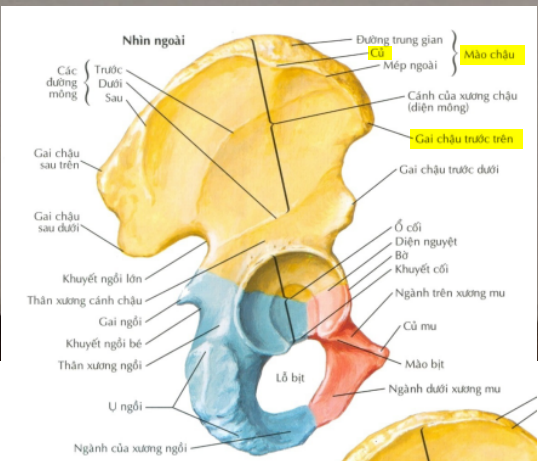 Nhìn ngoài
Các
đường
mông
Trước
Dưới
Sau
Gai chậu
sau trên
Gai chậu
sau dưới
Khuyết ngồi lớn
Thân xương cánh chậu
Gai ngồi
Khuyết ngồi bé
Thân xương ngồi
Ụ ngồi
Ngành của xương ngồi
Lỗ bịt
Đường trung gian
Củ
Mép ngoài
Mào chậu
Cánh của xương chậu
(diện mông)
Gai chậu trước trên
Gai chậu trước dưới
Ổ cối
Diện nguyệt
Bờ
Khuyết cối
Ngành trên xương mu
Củ mu
Mào bịt
Ngành dưới xương mu